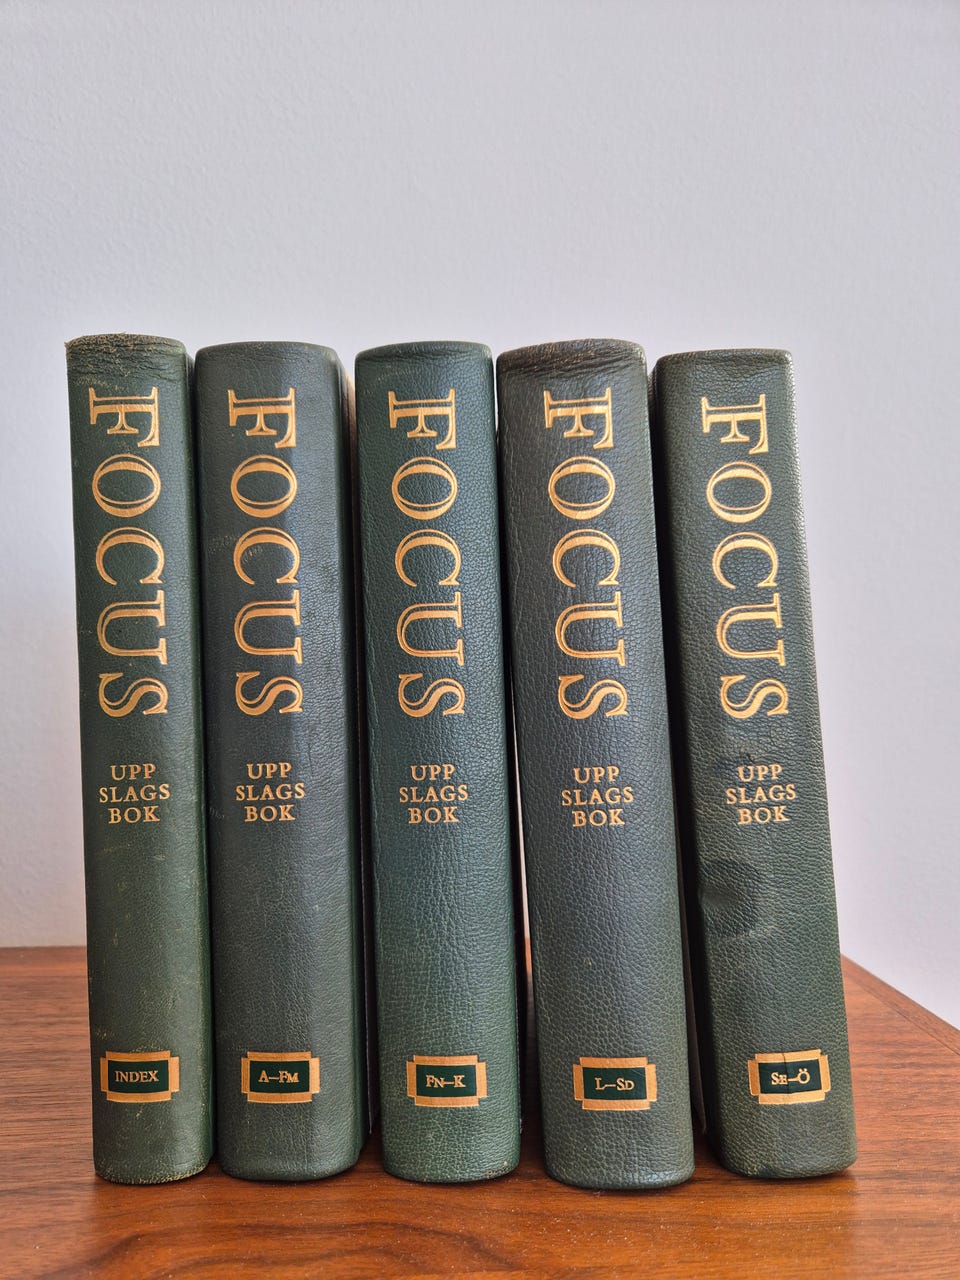 FOCUS
UPP
SLAGS
BOK
INDEX
FOCUS
UPP
SLAGS
BOK
A–FM
FOCUS
UPP
SLAGS
BOK
FN–K
FOCUS
UPP
SLAGS
BOK
L–SD
FOCUS
UPP
SLAGS
BOK
SE–Ö